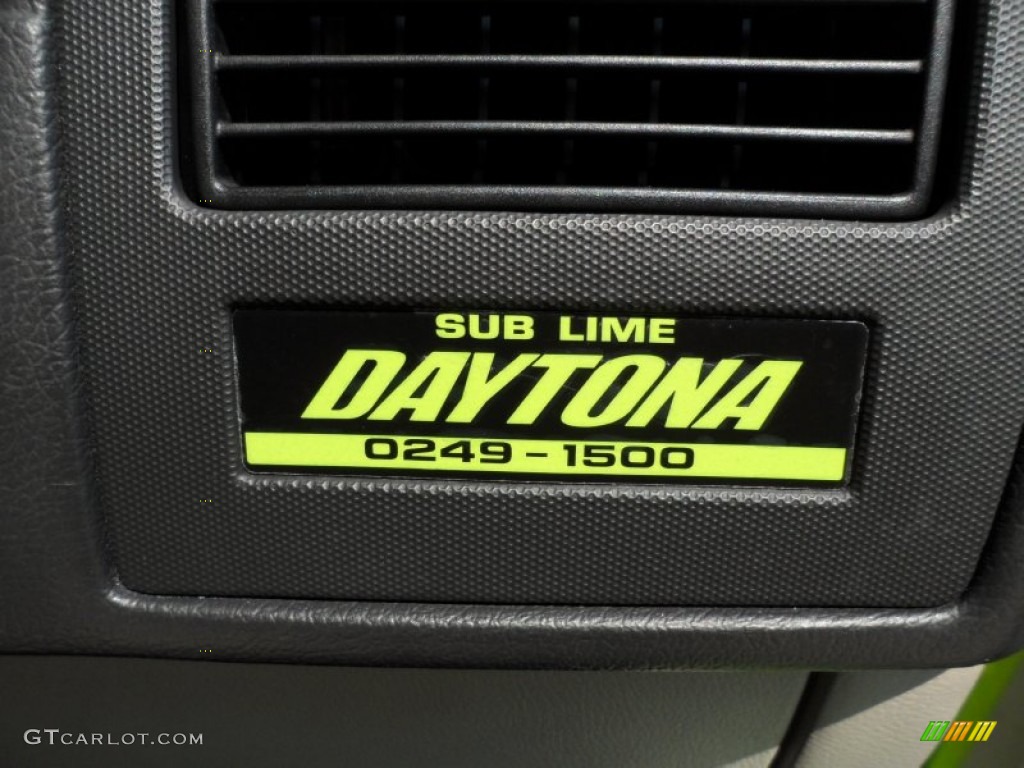 SUB LIME
DAYTONA
0249-1500
GTCARLOT.COM